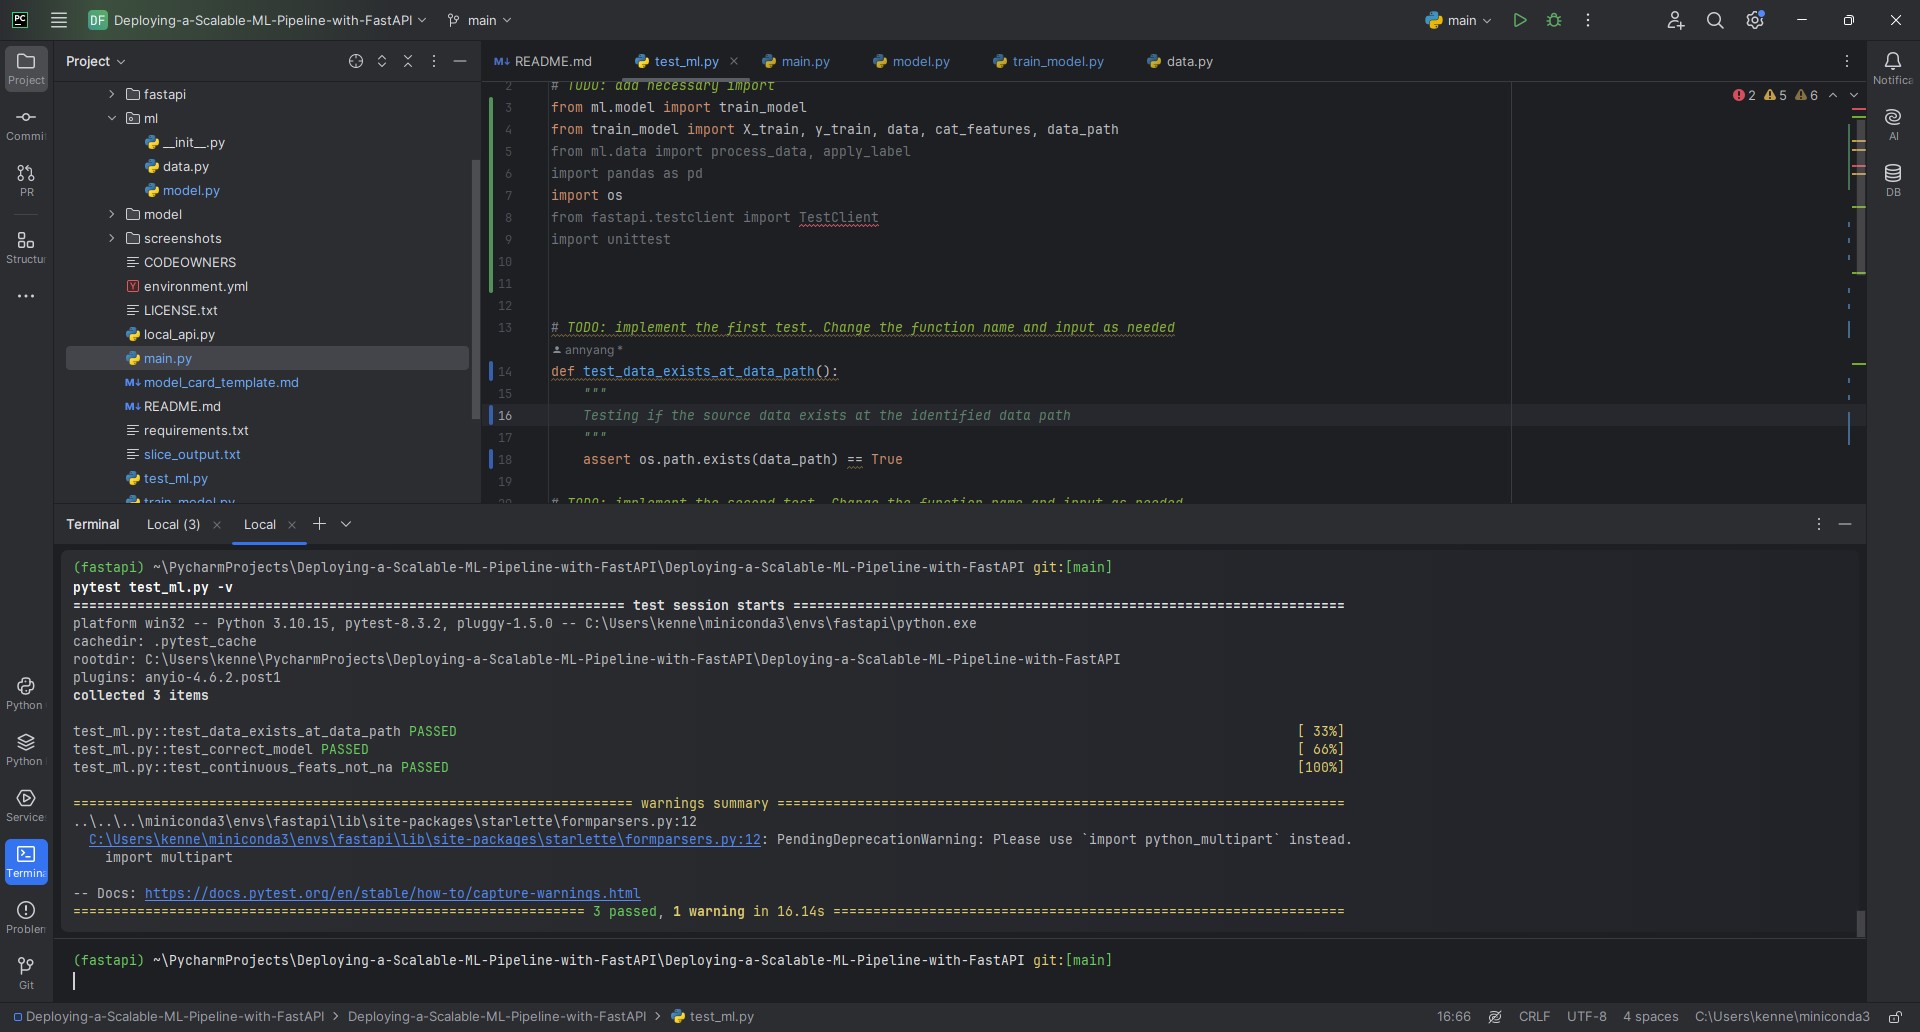 PC
DF Deploying-a-Scalable-ML-Pipeline-with-FastAPI main
main
Project
Commi
PR
Structu
Project
fastapi
ml
__init__.py
data.py
model.py
model
screenshots
CODEOWNERS
environment.yml
LICENSE.txt
local_api.py
main.py
model_card_template.md
README.md
requirements.txt
slice_output.txt
test_ml.py
train_model.py
README.md test_ml.py main.py model.py train_model.py data.py
2 5 6
2 # TODO: add necessary import
3 from ml.model import train_model
4 from train_model import X_train, y_train, data, cat_features, data_path
5 from ml.data import process_data, apply_label
6 import pandas as pd
7 import os
8 from fastapi.testclient import TestClient
9 import unittest
10
11
12
13 # TODO: implement the first test. Change the function name and input as needed
annyang *
14 def test_data_exists_at_data_path():
15 """
16 Testing if the source data exists at the identified data path
17 """
18 assert os.path.exists(data_path) == True
19
20 # TODO: implement the second test. Change the function name and input as needed
Notifica
AI
DB
Terminal Local (3) Local
(fastapi) ~\PycharmProjects\Deploying-a-Scalable-ML-Pipeline-with-FastAPI\Deploying-a-Scalable-ML-Pipeline-with-FastAPI git:[main]
pytest test_ml.py -v
===================================================================== test session starts =====================================================================
platform win32 -- Python 3.10.15, pytest-8.3.2, pluggy-1.5.0 -- C:\Users\kenne\miniconda3\envs\fastapi\python.exe
cachedir: .pytest_cache
rootdir: C:\Users\kenne\PycharmProjects\Deploying-a-Scalable-ML-Pipeline-with-FastAPI\Deploying-a-Scalable-ML-Pipeline-with-FastAPI
plugins: anyio-4.6.2.post1
collected 3 items
test_ml.py::test_data_exists_at_data_path PASSED [ 33%]
test_ml.py::test_correct_model PASSED [ 66%]
test_ml.py::test_continuous_feats_not_na PASSED [100%]
====================================================================== warnings summary =======================================================================
..\..\..\miniconda3\envs\fastapi\lib\site-packages\starlette\formparsers.py:12
C:\Users\kenne\miniconda3\envs\fastapi\lib\site-packages\starlette\formparsers.py:12: PendingDeprecationWarning: Please use `import python_multipart` instead.
import multipart
-- Docs: https://docs.pytest.org/en/stable/how-to/capture-warnings.html
================================================================ 3 passed, 1 warning in 16.14s ================================================================
(fastapi) ~\PycharmProjects\Deploying-a-Scalable-ML-Pipeline-with-FastAPI\Deploying-a-Scalable-ML-Pipeline-with-FastAPI git:[main]
Python
Python
Service
Termina
Problem
Git
Deploying-a-Scalable-ML-Pipeline-with-FastAPI > Deploying-a-Scalable-ML-Pipeline-with-FastAPI > test_ml.py
16:66 CRLF UTF-8 4 spaces C:\Users\kenne\miniconda3